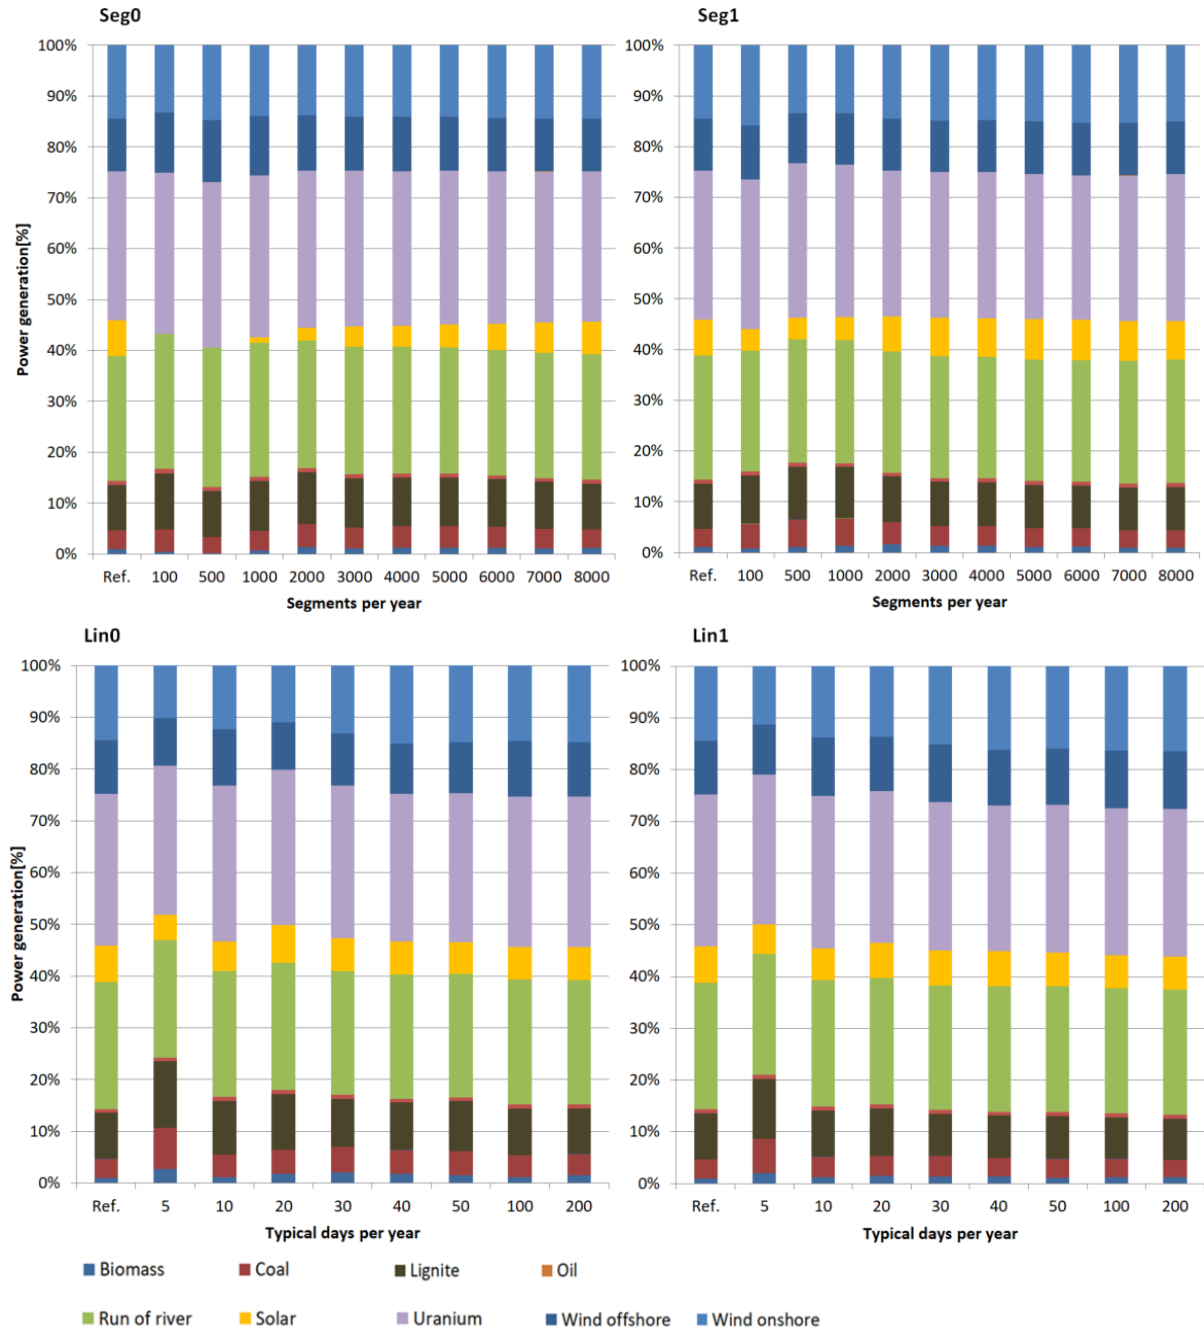 Seg0
Seg1
100%
90%
80%
70%
60%
50%
40%
30%
20%
10%
0%
Power generation[%]
Ref. 100 500 1000 2000 3000 4000 5000 6000 7000 8000
Segments per year
100%
90%
80%
70%
60%
50%
40%
30%
20%
10%
0%
Ref. 100 500 1000 2000 3000 4000 5000 6000 7000 8000
Segments per year
Lin0
Lin1
100%
90%
80%
70%
60%
50%
40%
30%
20%
10%
0%
Power generation[%]
Ref. 5 10 20 30 40 50 100 200
Typical days per year
100%
90%
80%
70%
60%
50%
40%
30%
20%
10%
0%
Ref. 5 10 20 30 40 50 100 200
Typical days per year
Biomass Coal Lignite Oil
Run of river Solar Uranium Wind offshore Wind onshore